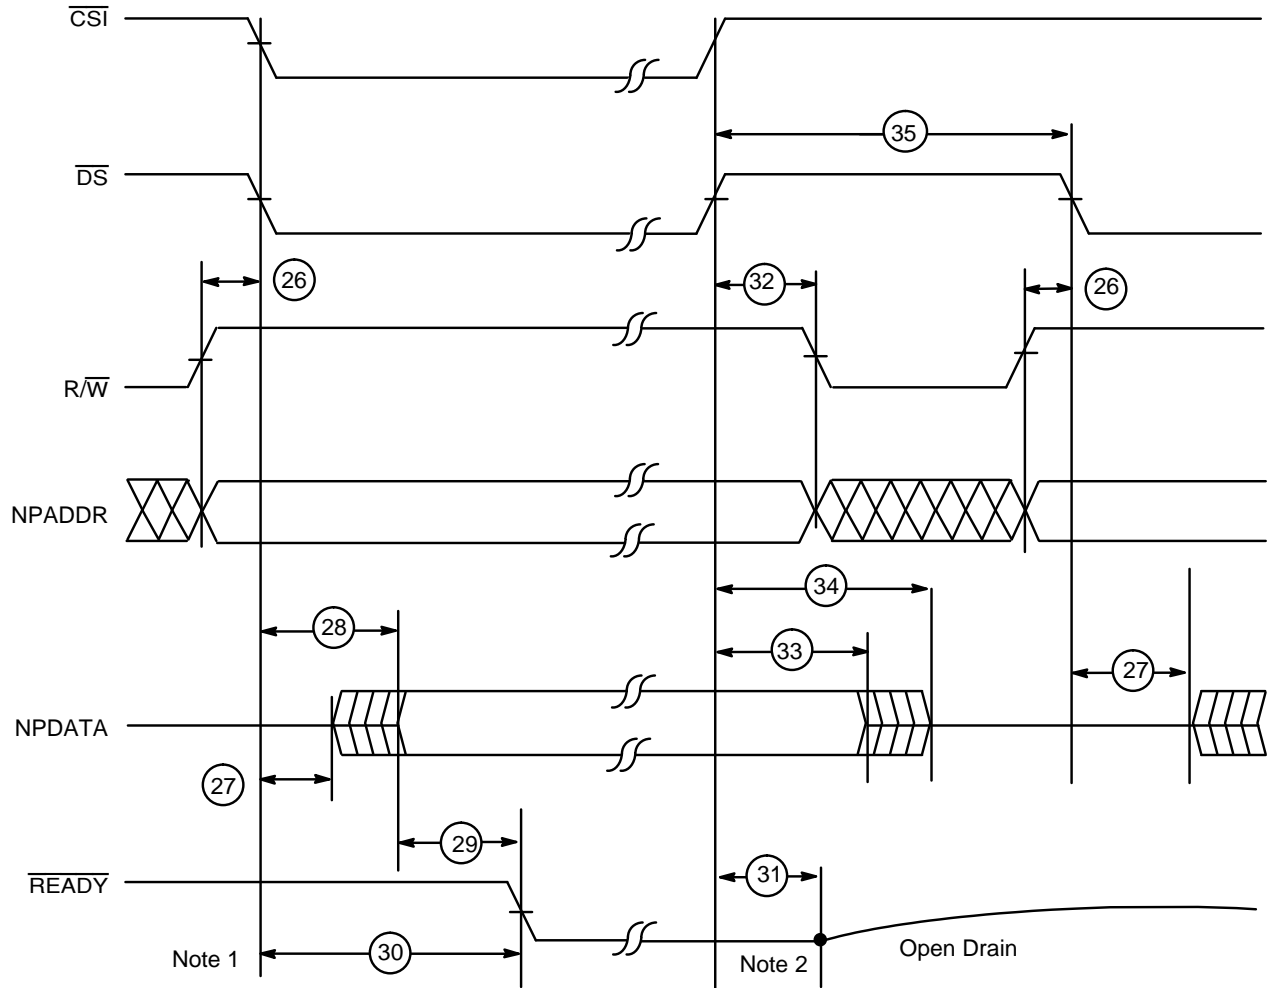 CSI
35
DS
26
32
26
R/W
NPADDR
34
28
33
27
NPDATA
27
29
31
READY
30
Note 1
Note 2
Open Drain